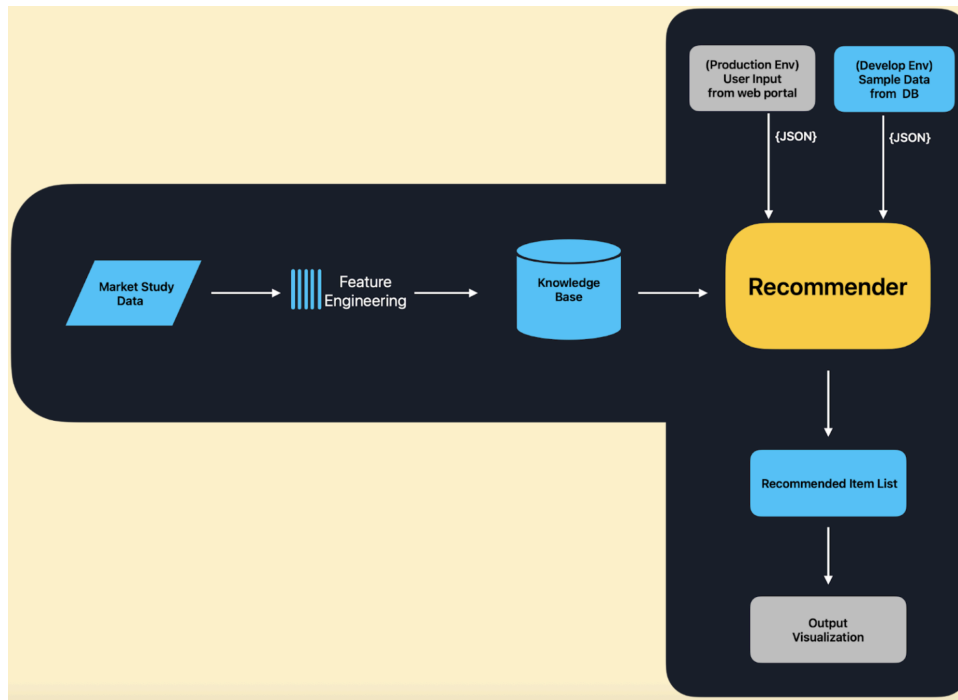 (Production Env)
User Input
from web portal
(Develop Env)
Sample Data
from  DB
{JSON}
{JSON}
Market Study
Data
Feature
Engineering
Knowledge
Base
Recommender
Recommended Item List
Output
Visualization